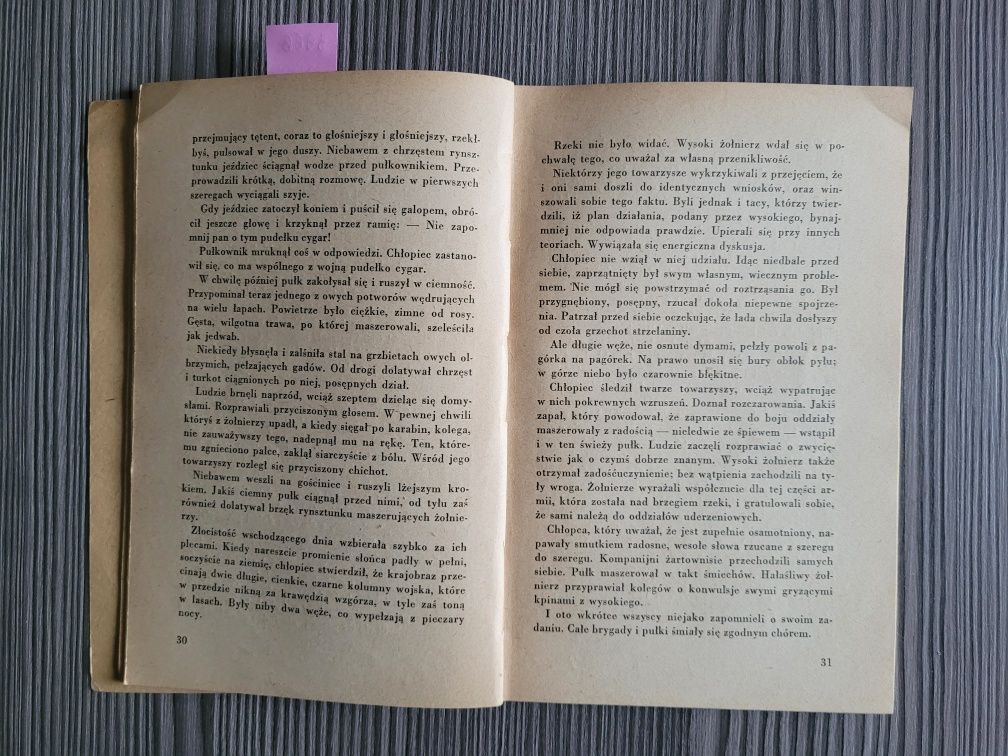 przejmujący tętent, coraz to głośniejszy i głośniejszy, rzekł-
byś, pulsował w jego duszy. Niebawem z chrzęstem rynsz-
tunku jeździec ściągnął wodze przed pułkownikiem. Prze-
prowadzili krótką, dobitną rozmowę. Ludzie w pierwszych
szeregach wyciągali szyje.
Gdy jeździec zatoczył koniem i puścił się galopem, obró-
cił jeszcze głowę i krzyknął przez ramię: — Nie zapo-
mnij pan o tym pudełku cygar!
Pułkownik mruknął coś w odpowiedzi. Chłopiec zastano-
wił się, co ma wspólnego z wojną pudełko cygar.
W chwilę później pułk zakołysał się i ruszył w ciemność.
Przypominał teraz jednego z owych potworów wędrujących
na wielu łapach. Powietrze było ciężkie, zimne od rosy.
Gęsta, wilgotna trawa, po której maszerowali, szeleściła
jak jedwab.
Niekiedy błysnęła i zalśniła stal na grzbietach owych ol-
brzymich, pełzających gadów. Od drogi dolatywał chrzęst
i turkot ciągnionych po niej, posępnych dział.
Ludzie brnęli naprzód, wciąż szeptem dzieląc się domy-
słami. Rozprawiali przyciszonym głosem. W pewnej chwili
któryś z żołnierzy upadł, a kiedy sięgał po karabin, kolega,
nie zauważywszy tego, nadepnął mu na rękę. Ten, które-
mu zgnieciono palce, zaklął siarczyście z bólu. Wśród jego
towarzyszy rozległ się przyciszony chichot.
Niebawem weszli na gościniec i ruszyli lżejszym kro-
kiem. Jakiś ciemny pułk ciągnął przed nimi, od tyłu zaś
również dolatywał brzęk rynsztunku maszerujących żołnie-
rzy.
Złocistość wschodzącego dnia wzbierała szybko za ich
plecami. Kiedy nareszcie promienie słońca padły w pełni,
soczyście na ziemię, chłopiec stwierdził, że krajobraz prze-
cinają dwie długie, cienkie, czarne kolumny wojska, które
w przedzie nikną za krawędzią wzgórza, w tyle zaś toną
w lasach. Były niby dwa węże, co wypełzają z pieczary
nocy.
30
Rzeki nie było widać. Wysoki żołnierz wdał się w po-
chwałę tego, co uważał za własną przenikliwość.
Niektórzy jego towarzysze wykrzykiwali z przejęciem, że
i oni sami doszli do identycznych wniosków, oraz win-
szowali sobie tego faktu. Byli jednak i tacy, którzy twier-
dzili, iż plan działania, podany przez wysokiego, bynaj-
mniej nie odpowiada prawdzie. Upierali się przy innych
teoriach. Wywiązała się energiczna dyskusja.
Chłopiec nie wziął w niej udziału. Idąc niedbale przed
siebie, zaprzątnięty był swym własnym, wiecznym proble-
mem. Nie mógł się powstrzymać od roztrząsania go. Był
przygnębiony, posępny, rzucał dokoła niepewne spojrze-
nia. Patrzał przed siebie oczekując, że lada chwila dosłyszy
od czoła grzechot strzelaniny.
Ale długie węże, nie osnute dymami, pełzły powoli z pa-
górka na pagórek. Na prawo unosił się bury obłok pyłu;
w górze niebo było czarownie błękitne.
Chłopiec śledził twarze towarzyszy, wciąż wypatrując
w nich pokrewnych wzruszeń. Doznał rozczarowania. Jakiś
zapał, który powodował, że zaprawione do boju oddziały
maszerowały z radością — nieledwie ze śpiewem — wstąpił
i w ten świeży pułk. Ludzie zaczęli rozprawiać o zwycię-
stwie jak o czymś dobrze znanym. Wysoki żołnierz także
otrzymał zadośćuczynienie; bez wątpienia zachodzili na ty-
ły wroga. Żołnierze wyrażali współczucie dla tej części ar-
mii, która została nad brzegiem rzeki, i gratulowali sobie,
że sami należą do oddziałów uderzeniowych.
Chłopca, który uważał, że jest zupełnie osamotniony, na-
pawały smutkiem radosne, wesołe słowa rzucane z szeregu
do szeregu. Kompanijni żartownisie przechodzili samych
siebie. Pułk maszerował w takt śmiechów. Hałaśliwy żoł-
nierz przyprawiał kolegów o konwulsje swymi gryzącymi
kpinami z wysokiego.
I oto wkrótce wszyscy niejako zapomnieli o swoim za-
daniu. Całe brygady i pułki śmiały się zgodnym chórem.
31